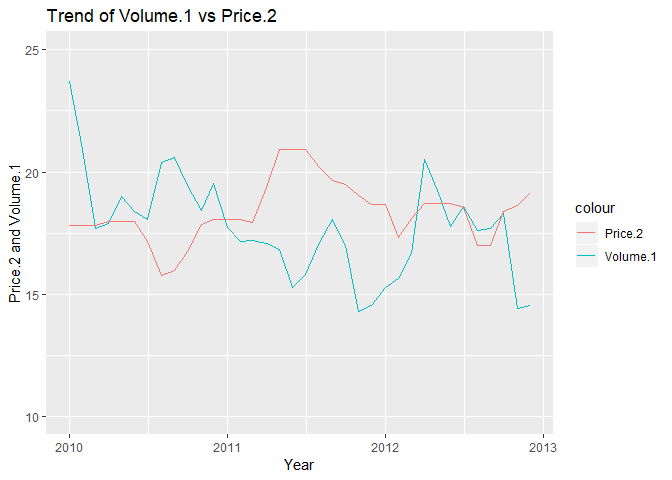 Trend of Volume.1 vs Price.2
25
20
15
10
Price.2 and Volume.1
2010 2011 2012 2013
Year
colour
Price.2
Volume.1